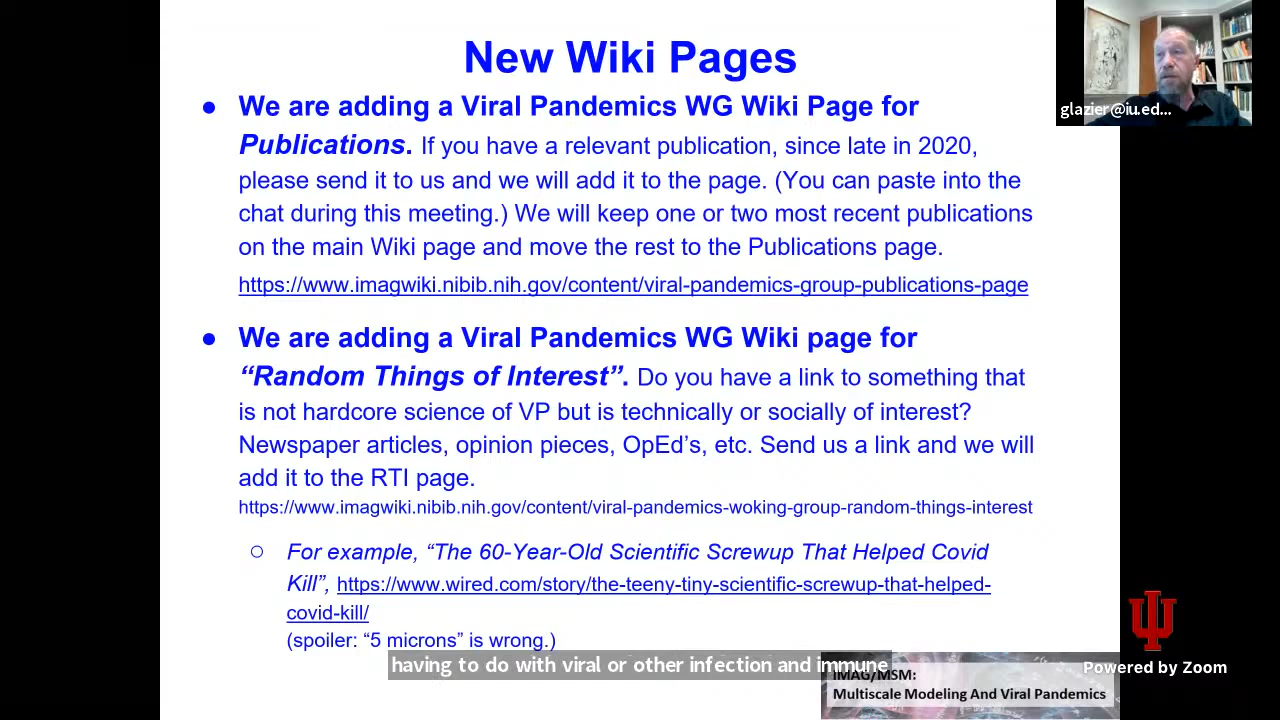 New Wiki Pages
● We are adding a Viral Pandemics WG Wiki Page for
Publications. If you have a relevant publication, since late in 2020,
please send it to us and we will add it to the page. (You can paste into the
chat during this meeting.) We will keep one or two most recent publications
on the main Wiki page and move the rest to the Publications page.
https://www.imagwiki.nibib.nih.gov/content/viral-pandemics-group-publications-page
● We are adding a Viral Pandemics WG Wiki page for
“Random Things of Interest”. Do you have a link to something that
is not hardcore science of VP but is technically or socially of interest?
Newspaper articles, opinion pieces, OpEd’s, etc. Send us a link and we will
add it to the RTI page.
https://www.imagwiki.nibib.nih.gov/content/viral-pandemics-woking-group-random-things-interest
○ For example, “The 60-Year-Old Scientific Screwup That Helped Covid
Kill”, https://www.wired.com/story/the-teeny-tiny-scientific-screwup-that-helped-
covid-kill/
(spoiler: “5 microns” is wrong.)
having to do with viral or other infection and immune
IMAG/MSM:
Multiscale Modeling And Viral Pandemics
glazier@iu.ed...
Powered by Zoom